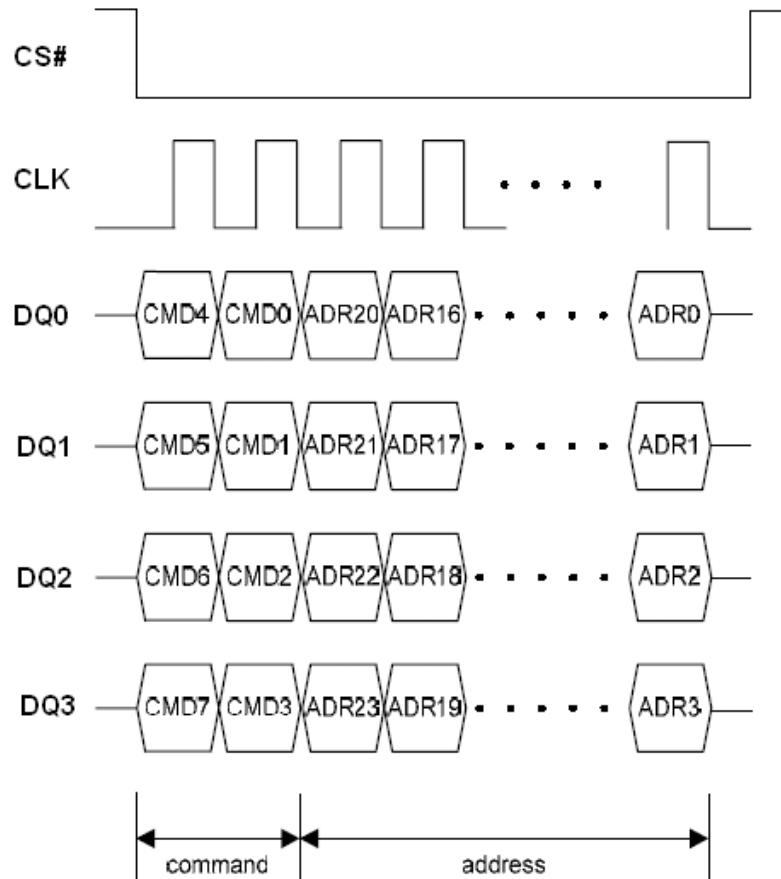 CS#
CLK
DQ0 CMD4 CMD0 ADR20 ADR16 ADR0
DQ1 CMD5 CMD1 ADR21 ADR17 ADR1
DQ2 CMD6 CMD2 ADR22 ADR18 ADR2
DQ3 CMD7 CMD3 ADR23 ADR19 ADR3
command address